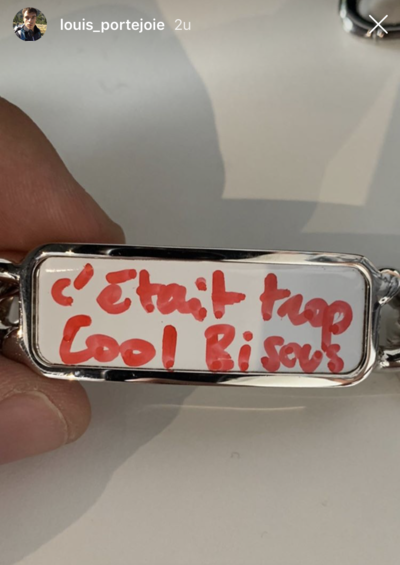 louis_portejoie 2u
c'était trop
Cool Bisous